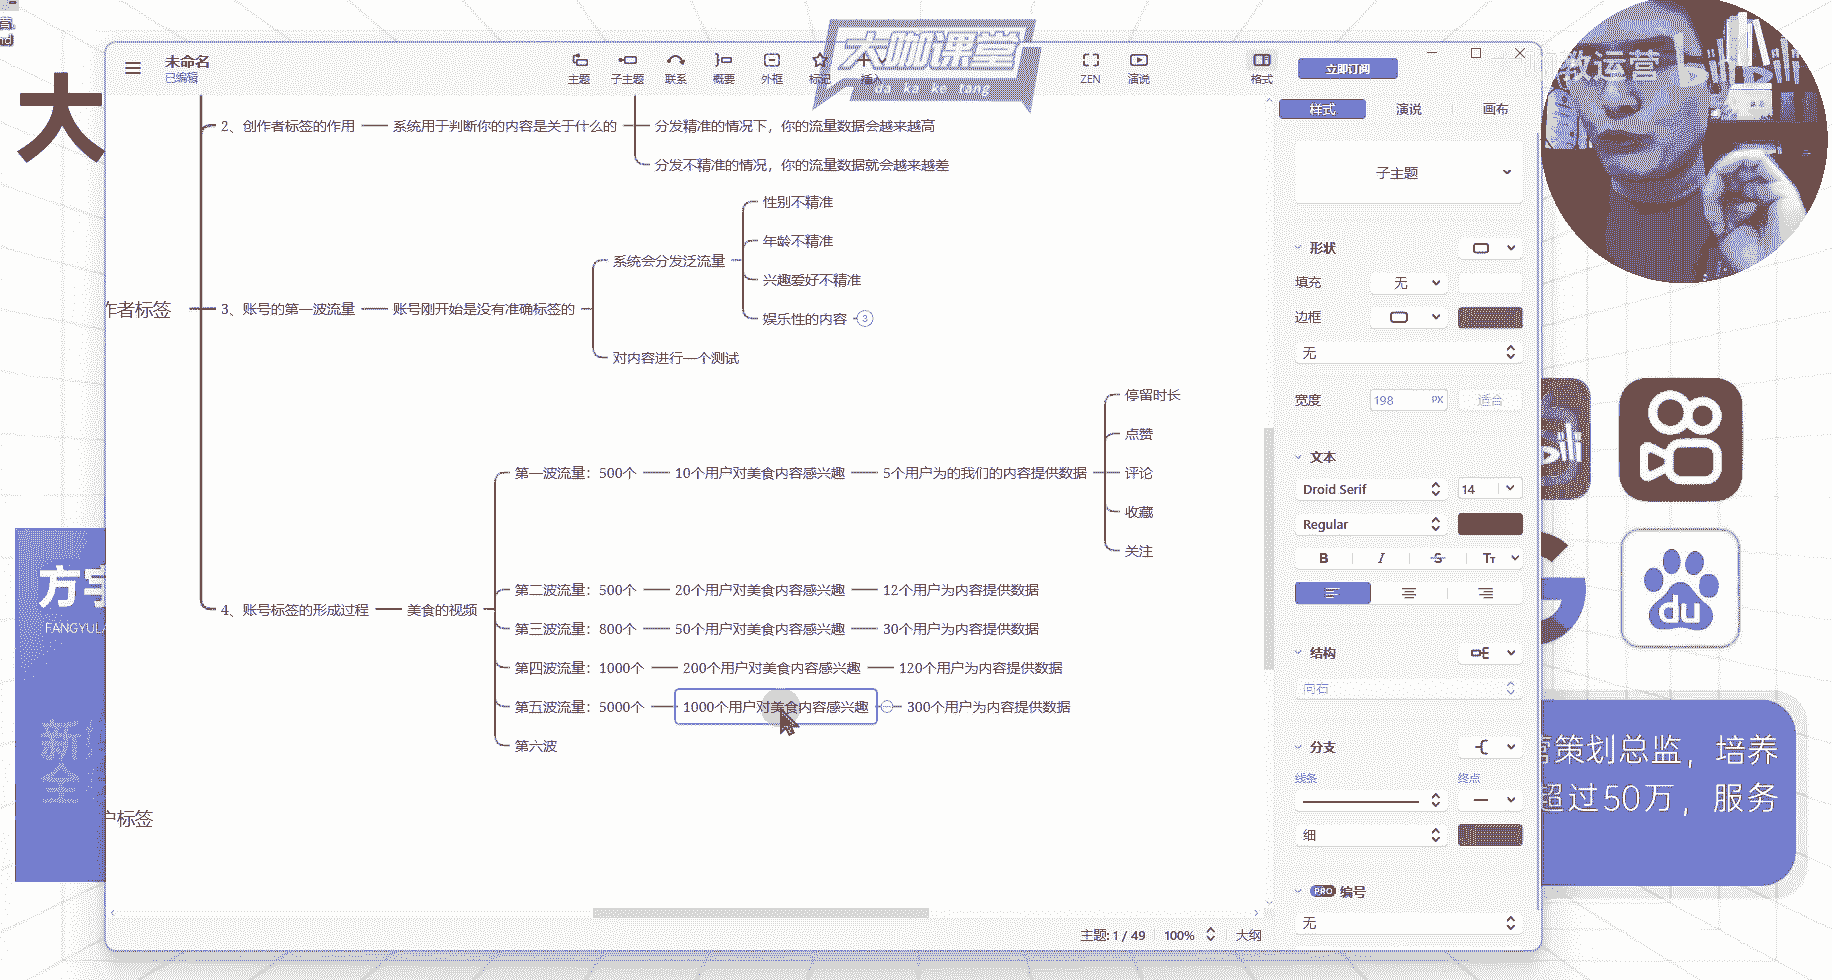 未命名
已编辑
主题
子主题
联系
概要
外框
标记
插入
大咖课堂
da ka ke tang
ZEN
演说
格式
立即订阅
教运营
大
样式
演说
画布
2、创作者标签的作用
系统用于判断你的内容是关于什么的
分发精准的情况下，你的流量数据会越来越高
分发不精准的情况，你的流量数据就会越来越差
子主题
性别不精准
年龄不精准
系统会分发泛流量
兴趣爱好不精准
娱乐性的内容
3
作者标签
3、账号的第一波流量
账号刚开始是没有准确标签的
对内容进行一个测试
形状
填充
无
边框
无
宽度
198
PX
适合
停留时长
点赞
第一波流量：500个
10个用户对美食内容感兴趣
5个用户为的我们的内容提供数据
评论
收藏
关注
文本
Droid Serif
14
Regular
B
I
S
Tт
第二波流量：500个
20个用户对美食内容感兴趣
12个用户为内容提供数据
4、账号标签的形成过程
美食的视频
第三波流量：800个
50个用户对美食内容感兴趣
30个用户为内容提供数据
第四波流量：1000个
200个用户对美食内容感兴趣
120个用户为内容提供数据
第五波流量：5000个
1000个用户对美食内容感兴趣
300个用户为内容提供数据
第六波
结构
向右
分支
线条
终点
细
PRO
编号
无
户标签
方宇
FANGYULA
du
营策划总监，培养
超过50万，服务
主题: 1 / 49
100%
大纲